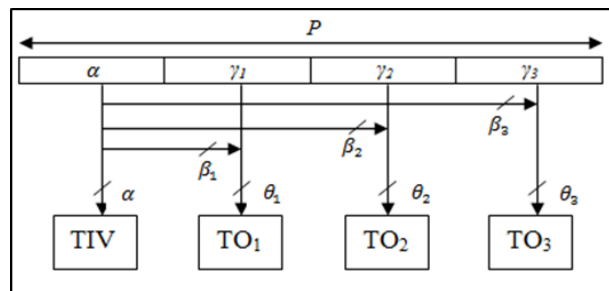 P
α γ₁ γ₂ γ₃
β₃
β₂
β₁
α θ₁ θ₂ θ₃
TIV TO₁ TO₂ TO₃